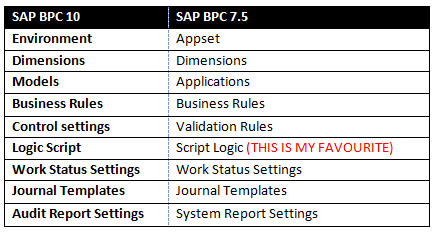 SAP BPC 10 SAP BPC 7.5
Environment Appset
Dimensions Dimensions
Models Applications
Business Rules Business Rules
Control settings Validation Rules
Logic Script Script Logic (THIS IS MY FAVOURITE)
Work Status Settings Work Status Settings
Journal Templates Journal Templates
Audit Report Settings System Report Settings